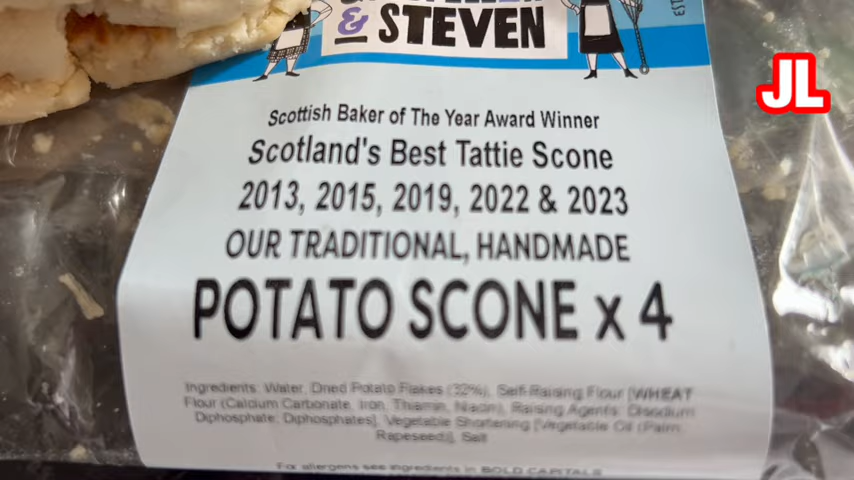 & STEVEN
EST
JL
Scottish Baker of The Year Award Winner
Scotland's Best Tattie Scone
2013, 2015, 2019, 2022 & 2023
OUR TRADITIONAL, HANDMADE
POTATO SCONE x 4
Ingredients: Water, Dried Potato Flakes (32%), Self-Raising Flour [WHEAT
Flour (Calcium Carbonate, Iron, Thiamin, Niacin), Raising Agents: Disodium
Diphosphate, Diphosphates], Vegetable Shortening [Vegetable Oil (Palm,
Rapeseed)], Salt
For allergens see ingredients in BOLD CAPITALS